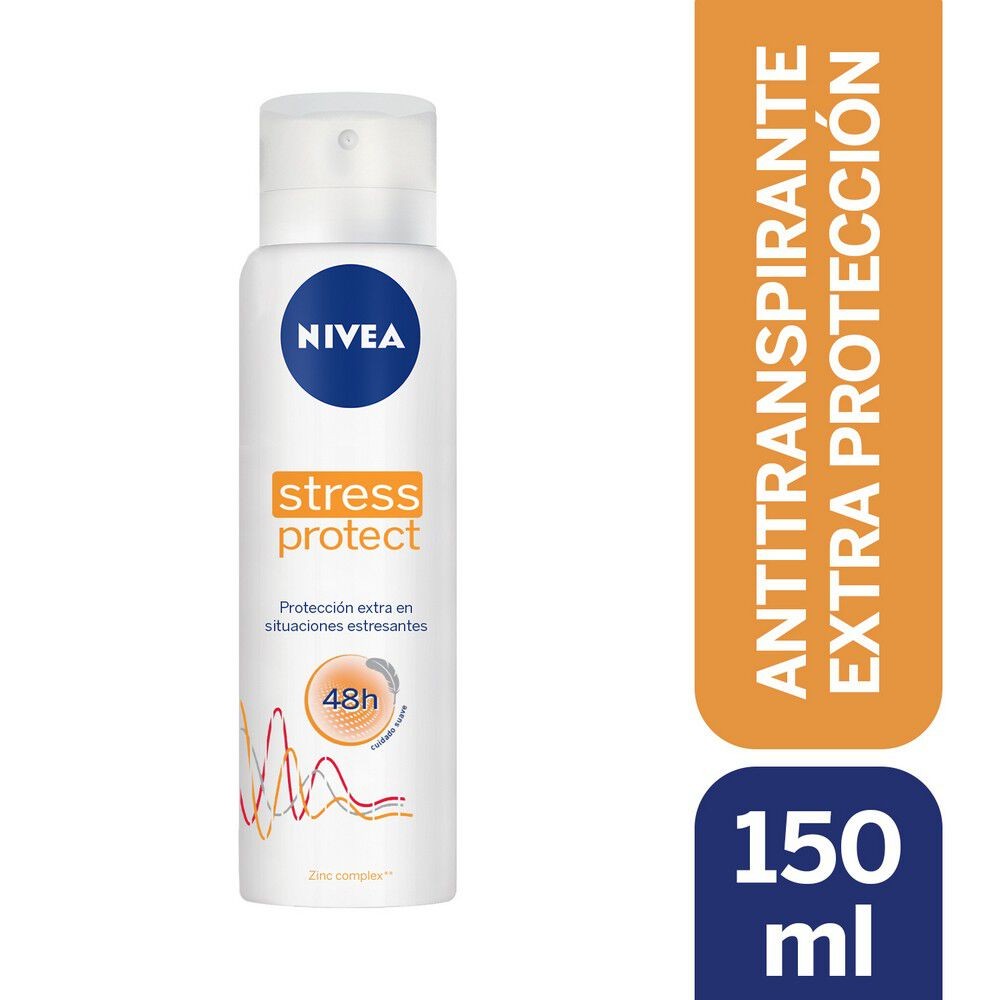 NIVEA
stress
protect
Protección extra en
situaciones estresantes
48h
cuidado suave
Zinc complex**
ANTITRANSPIRANTE
EXTRA PROTECCIÓN
150
ml